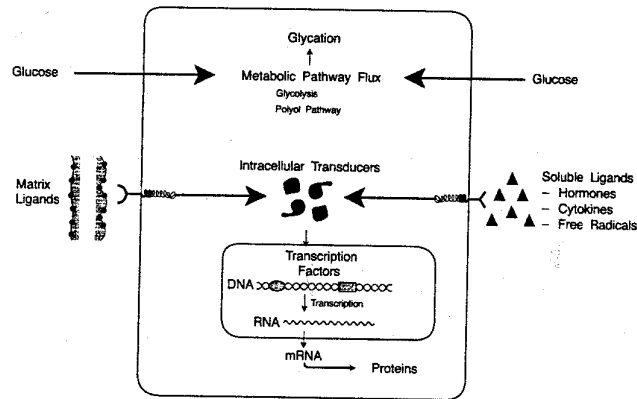 Glycation
Glucose
Metabolic Pathway Flux
Glucose
Glycolysis
Polyol Pathway
Matrix
Ligands
Intracellular Transducers
Soluble Ligands
– Hormones
– Cytokines
– Free Radicals
Transcription
Factors
DNA
Transcription
RNA
mRNA
Proteins